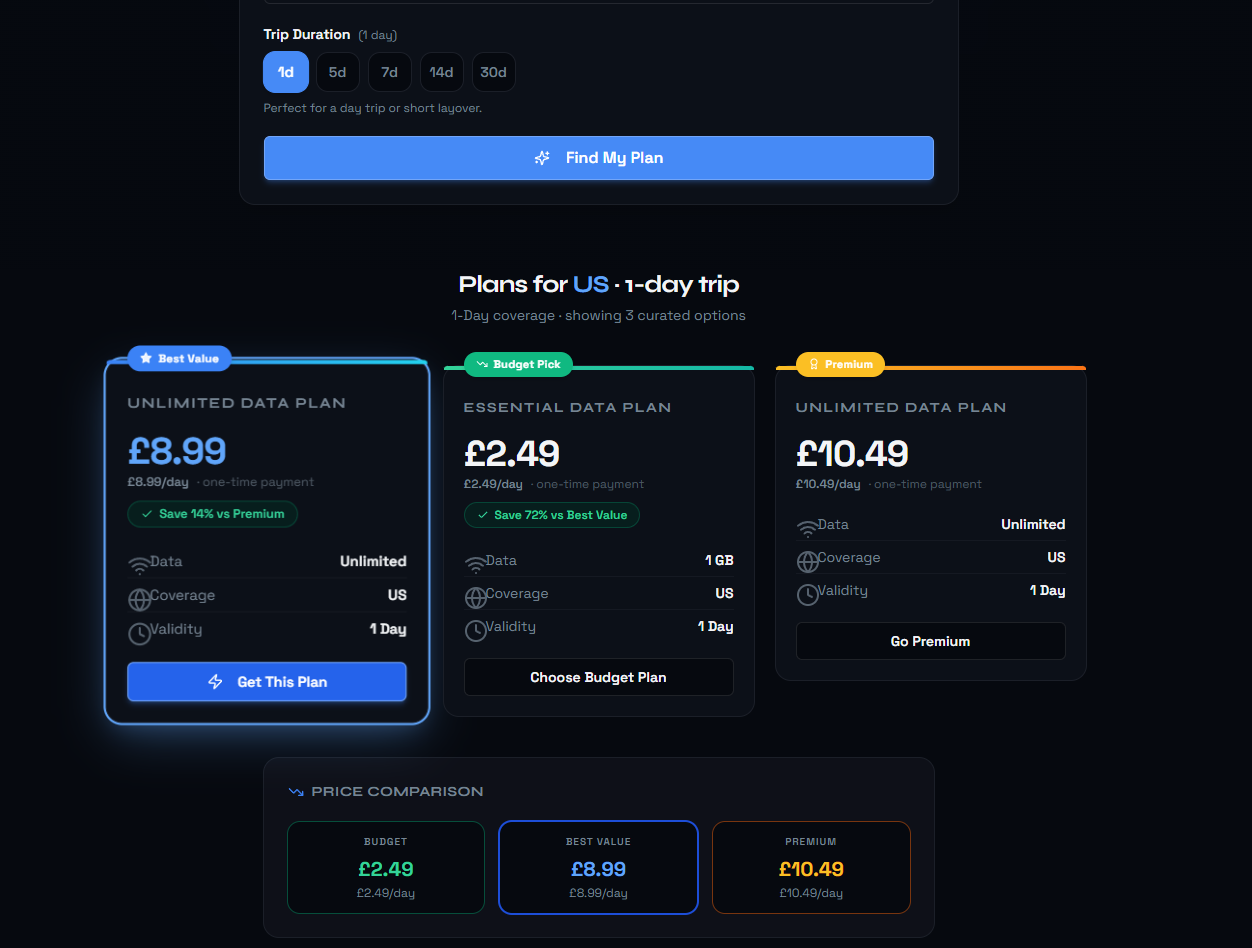 Trip Duration (1 day)
1d 5d 7d 14d 30d
Perfect for a day trip or short layover.
Find My Plan
Plans for US · 1-day trip
1-Day coverage · showing 3 curated options
Best Value
UNLIMITED DATA PLAN
£8.99
£8.99/day · one-time payment
Save 14% vs Premium
Data Unlimited
Coverage US
Validity 1 Day
Get This Plan
Budget Pick
ESSENTIAL DATA PLAN
£2.49
£2.49/day · one-time payment
Save 72% vs Best Value
Data 1 GB
Coverage US
Validity 1 Day
Choose Budget Plan
Premium
UNLIMITED DATA PLAN
£10.49
£10.49/day · one-time payment
Data Unlimited
Coverage US
Validity 1 Day
Go Premium
PRICE COMPARISON
BUDGET
£2.49
£2.49/day
BEST VALUE
£8.99
£8.99/day
PREMIUM
£10.49
£10.49/day